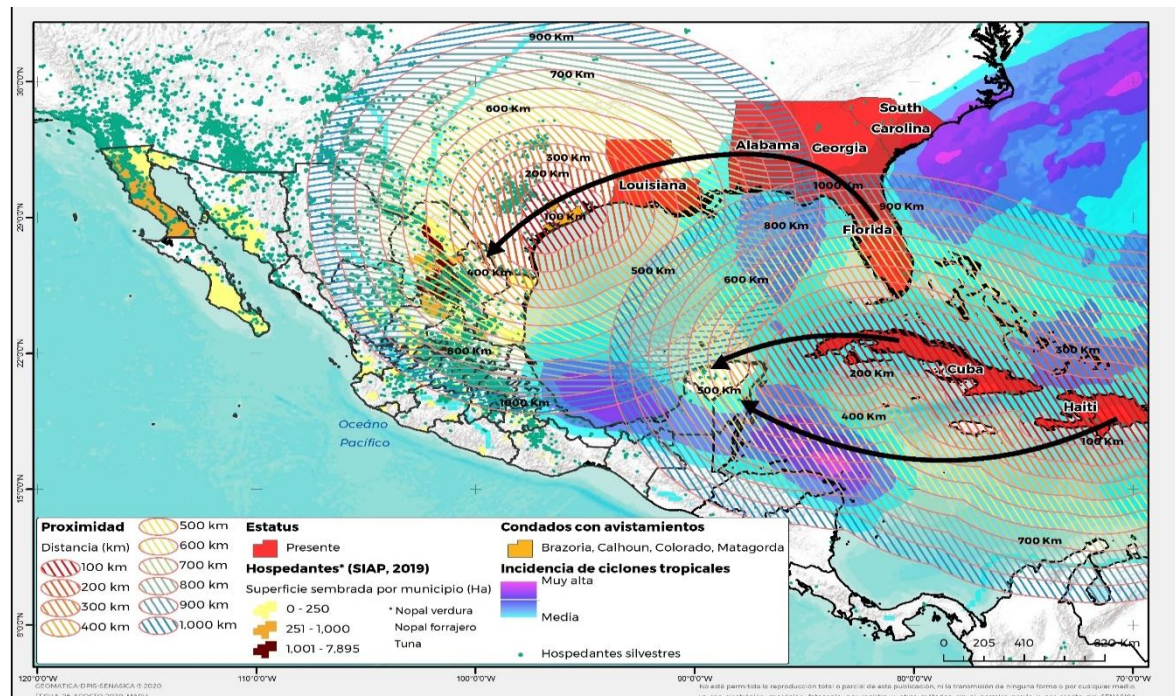 900 Km
700 Km
600 Km
300 Km
200 Km
100 Km
400 Km
800 Km
1000 Km
South
Carolina
Alabama
Georgia
Louisiana
1000 Km
900 Km
Florida
800 Km
500 Km
600 Km
300 Km
200 Km
Cuba
500 Km
400 Km
Haiti
100 Km
700 Km
Océano
Pacífico
29°0'0"N
22°0'0"N
15°0'0"N
120°0'0"W
110°0'0"W
100°0'0"W
90°0'0"W
80°0'0"W
70°0'0"W
Proximidad
Distancia (km)
100 km
200 km
300 km
400 km
500 km
600 km
700 km
800 km
900 km
1,000 km
Estatus
Presente
Hospedantes* (SIAP, 2019)
Superficie sembrada por municipio (Ha)
0 - 250
251 - 1,000
1,001 - 7,895
* Nopal verdura
Nopal forrajero
Tuna
Condados con avistamientos
Brazoria, Calhoun, Colorado, Matagorda
Incidencia de ciclones tropicales
Muy alta
Media
Hospedantes silvestres
0 205 410 820 Km